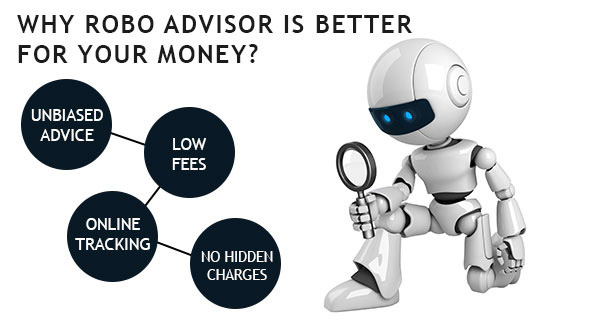 WHY ROBO ADVISOR IS BETTER
FOR YOUR MONEY?
UNBIASED
ADVICE
LOW
FEES
ONLINE
TRACKING
NO HIDDEN
CHARGES